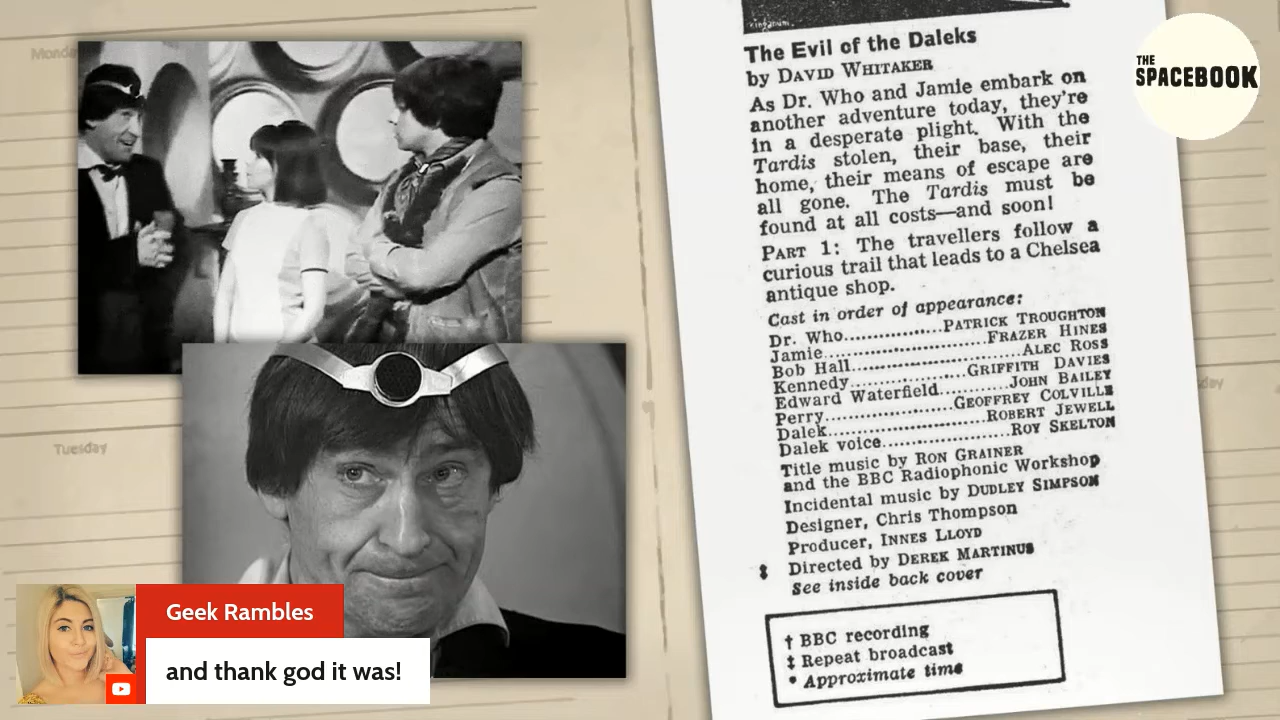 Monday
Tuesday
Geek Rambles
and thank god it was!
The Evil of the Daleks
by DAVID WHITAKER
As Dr. Who and Jamie embark on
another adventure today, they're
in a desperate plight. With the
Tardis stolen, their base, their
home, their means of escape are
all gone. The Tardis must be
found at all costs—and soon!
PART 1: The travellers follow a
curious trail that leads to a Chelsea
antique shop.
Cast in order of appearance:
Dr. Who...............PATRICK TROUGHTON
Jamie........................FRAZER HINES
Bob Hall..........................ALEC ROSS
Kennedy..................GRIFFITH DAVIES
Edward Waterfield..........JOHN BAILEY
Perry....................GEOFFREY COLVILLE
Dalek.......................ROBERT JEWELL
Dalek voice...................ROY SKELTON
Title music by RON GRAINER
and the BBC Radiophonic Workshop
Incidental music by DUDLEY SIMPSON
Designer, Chris Thompson
Producer, INNES LLOYD
‡ Directed by DEREK MARTINUS
See inside back cover
† BBC recording
‡ Repeat broadcast
* Approximate time
THE
SPACEBOOK